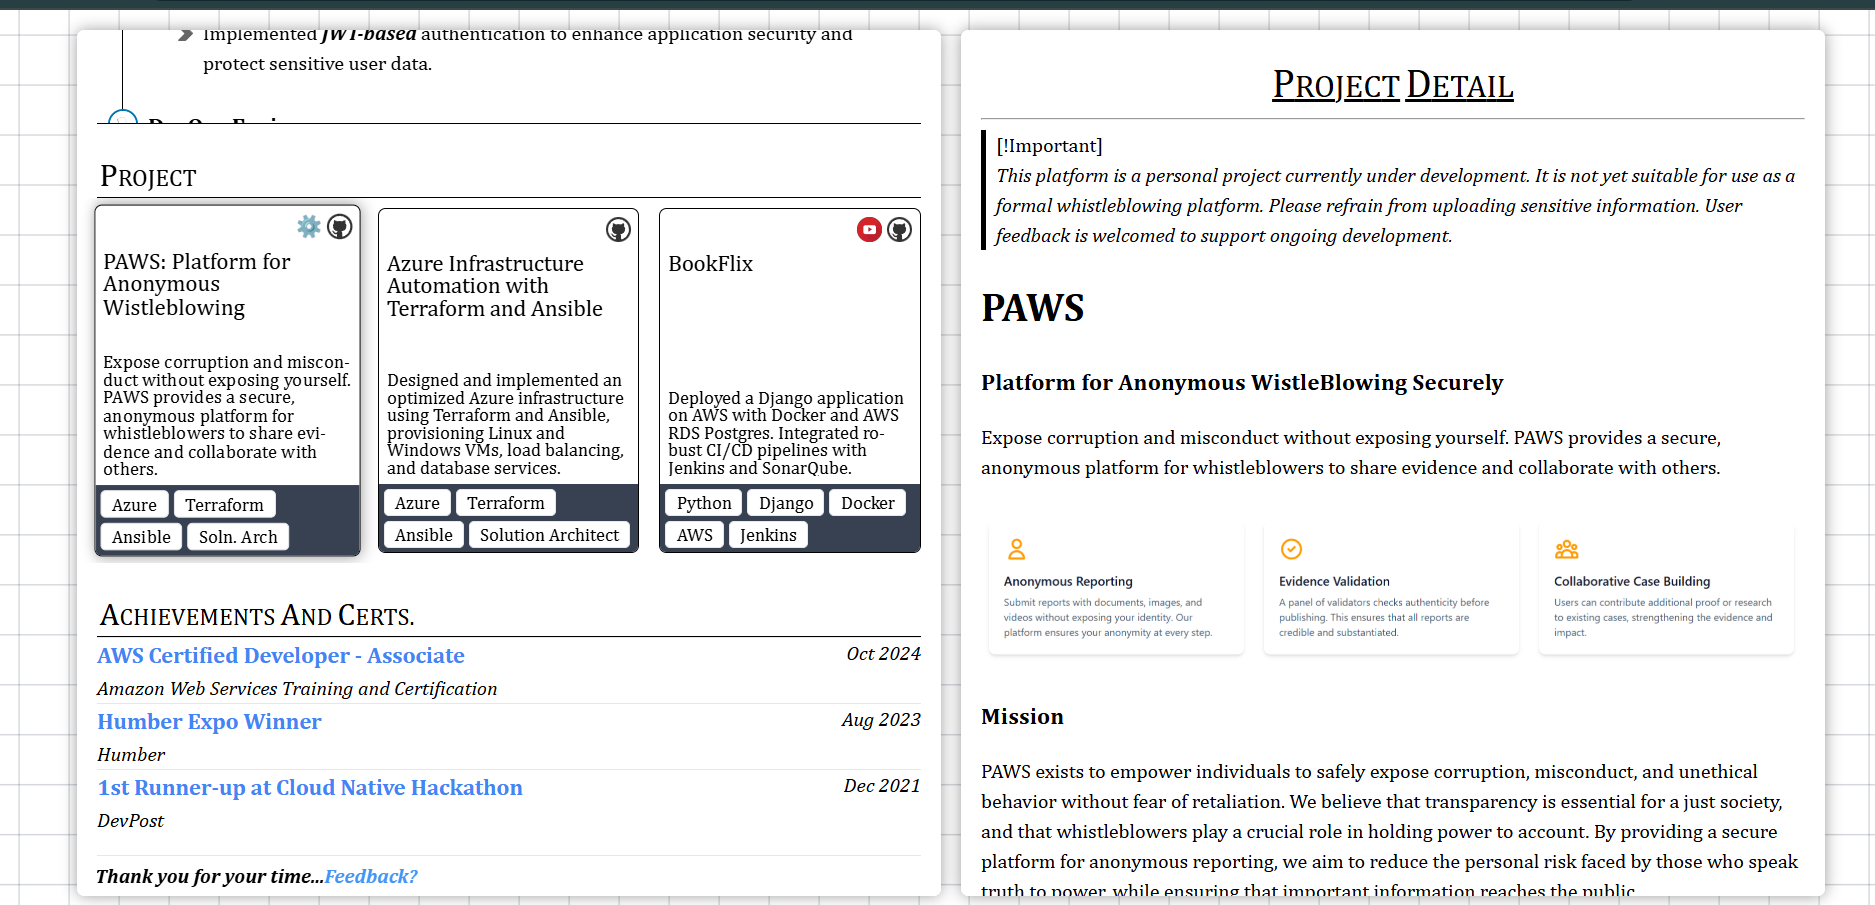 Implemented JWT-based authentication to enhance application security and
protect sensitive user data.
PROJECT
PAWS: Platform for
Anonymous
Wistleblowing
Expose corruption and miscon-
duct without exposing yourself.
PAWS provides a secure,
anonymous platform for
whistleblowers to share evi-
dence and collaborate with
others.
Azure Terraform
Ansible Soln. Arch
Azure Infrastructure
Automation with
Terraform and Ansible
Designed and implemented an
optimized Azure infrastructure
using Terraform and Ansible,
provisioning Linux and
Windows VMs, load balancing,
and database services.
Azure Terraform
Ansible Solution Architect
BookFlix
Deployed a Django application
on AWS with Docker and AWS
RDS Postgres. Integrated ro-
bust CI/CD pipelines with
Jenkins and SonarQube.
Python Django Docker
AWS Jenkins
ACHIEVEMENTS AND CERTS.
AWS Certified Developer - Associate Oct 2024
Amazon Web Services Training and Certification
Humber Expo Winner Aug 2023
Humber
1st Runner-up at Cloud Native Hackathon Dec 2021
DevPost
Thank you for your time...Feedback?
PROJECT DETAIL
[!Important]
This platform is a personal project currently under development. It is not yet suitable for use as a
formal whistleblowing platform. Please refrain from uploading sensitive information. User
feedback is welcomed to support ongoing development.
PAWS
Platform for Anonymous WistleBlowing Securely
Expose corruption and misconduct without exposing yourself. PAWS provides a secure,
anonymous platform for whistleblowers to share evidence and collaborate with others.
Anonymous Reporting
Submit reports with documents, images, and
videos without exposing your identity. Our
platform ensures your anonymity at every step.
Evidence Validation
A panel of validators checks authenticity before
publishing. This ensures that all reports are
credible and substantiated.
Collaborative Case Building
Users can contribute additional proof or research
to existing cases, strengthening the evidence and
impact.
Mission
PAWS exists to empower individuals to safely expose corruption, misconduct, and unethical
behavior without fear of retaliation. We believe that transparency is essential for a just society,
and that whistleblowers play a crucial role in holding power to account. By providing a secure
platform for anonymous reporting, we aim to reduce the personal risk faced by those who speak
truth to power, while ensuring that important information reaches the public.